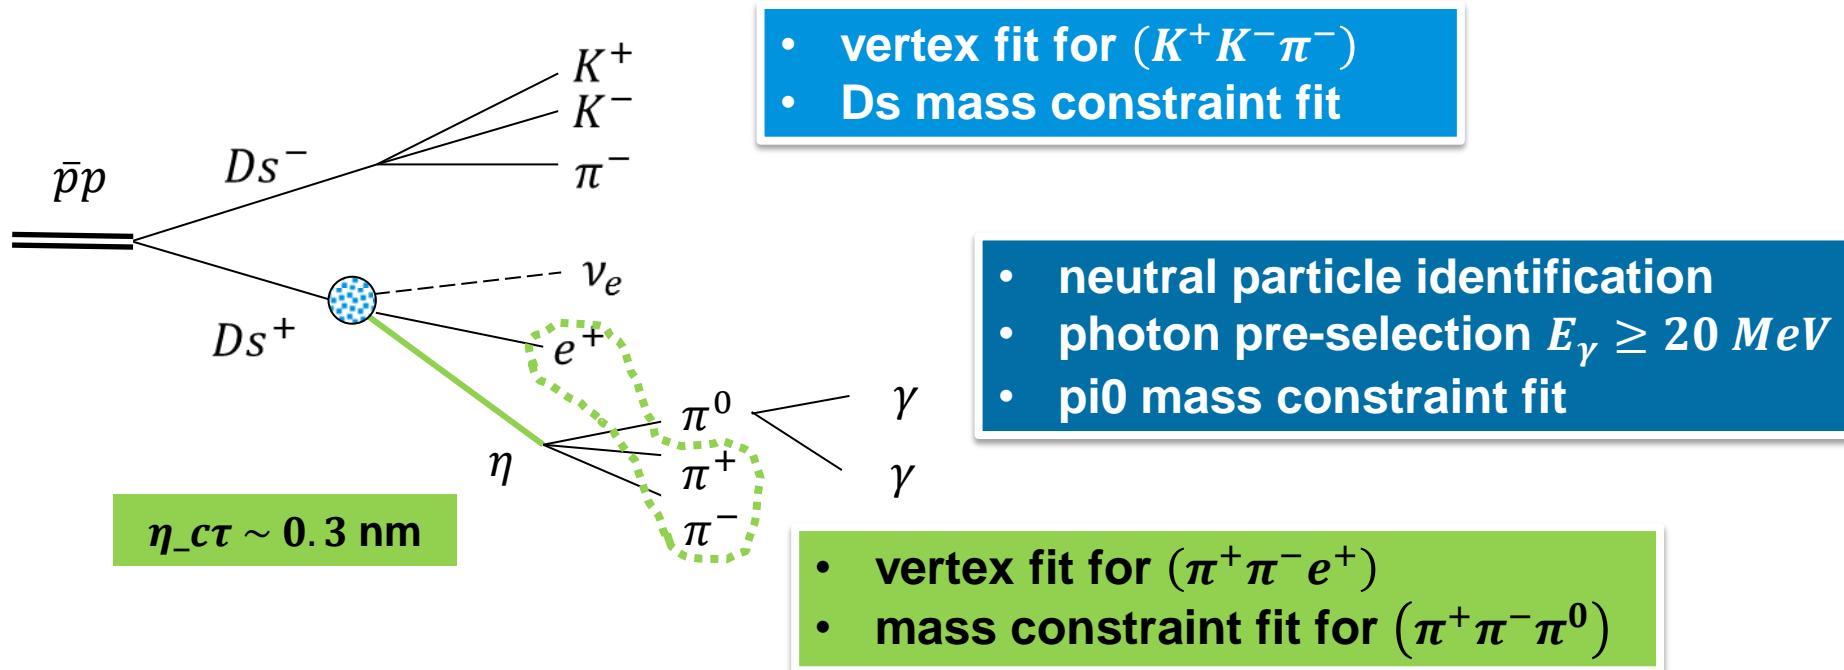 • vertex fit for (K⁺K⁻π⁻)
• Ds mass constraint fit
K⁺
K⁻
π⁻
Ds⁻
p̄p
Ds⁺
νₑ
e⁺
η
π⁰
π⁺
π⁻
γ
γ
• neutral particle identification
• photon pre-selection E_γ ≥ 20 MeV
• pi0 mass constraint fit
η_cτ ~ 0.3 nm
• vertex fit for (π⁺π⁻e⁺)
• mass constraint fit for (π⁺π⁻π⁰)